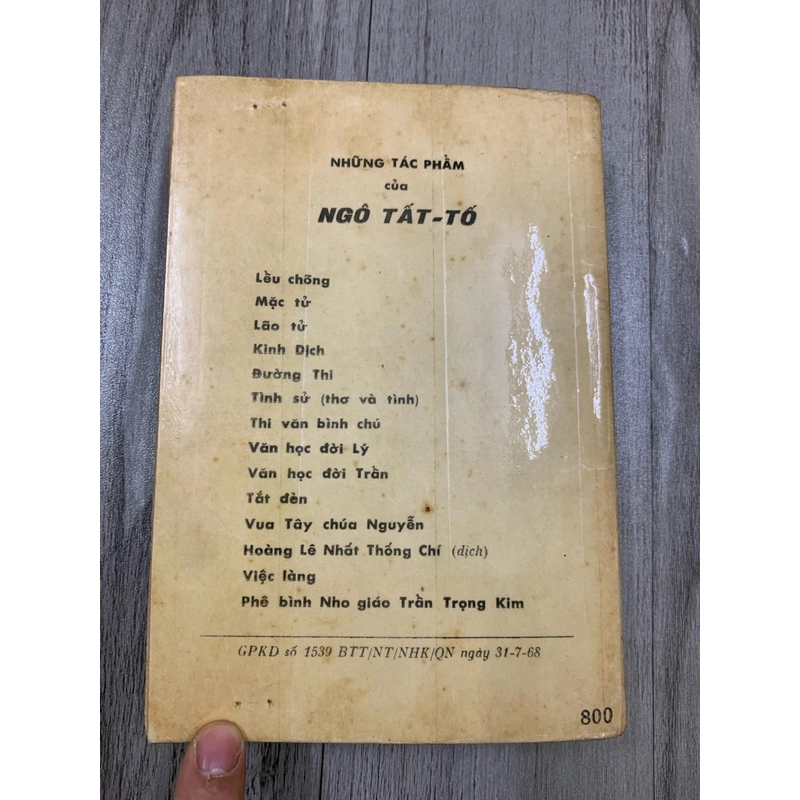 NHỮNG TÁC PHẨM
của
NGÔ TẤT-TỐ
Lều chõng
Mặc tử
Lão tử
Kinh Dịch
Đường Thi
Tình sử (thơ và tình)
Thi văn bình chú
Văn học đời Lý
Văn học đời Trần
Tắt đèn
Vua Tây chúa Nguyễn
Hoàng Lê Nhất Thống Chí (dịch)
Việc làng
Phê bình Nho giáo Trần Trọng Kim
GPKD số 1539 BTT/NT/NHK/QN ngày 31-7-68
800